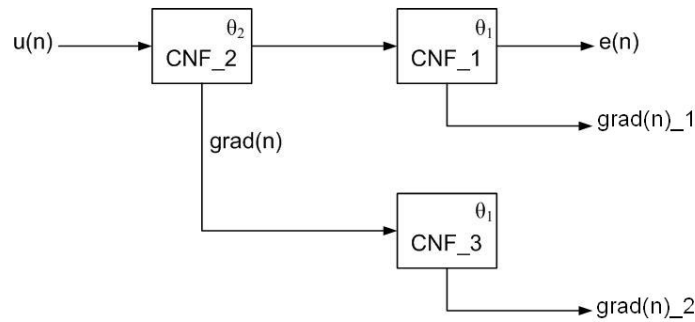 θ2
θ1
u(n)
CNF_2
CNF_1
e(n)
grad(n)_1
grad(n)
θ1
CNF_3
grad(n)_2